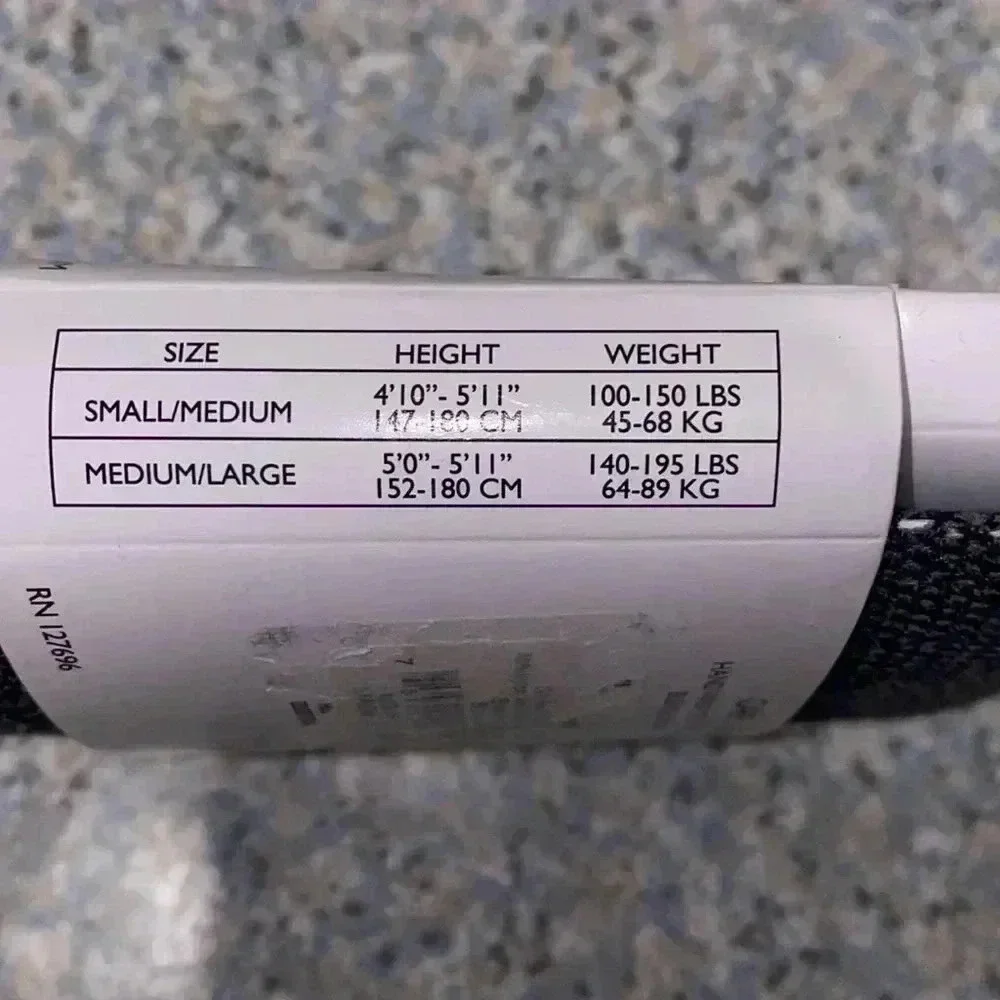 SIZE HEIGHT WEIGHT
SMALL/MEDIUM 4'10”- 5'11” 100-150 LBS
147-180 CM 45-68 KG
MEDIUM/LARGE 5'0”- 5'11” 140-195 LBS
152-180 CM 64-89 KG
RN 127696
7